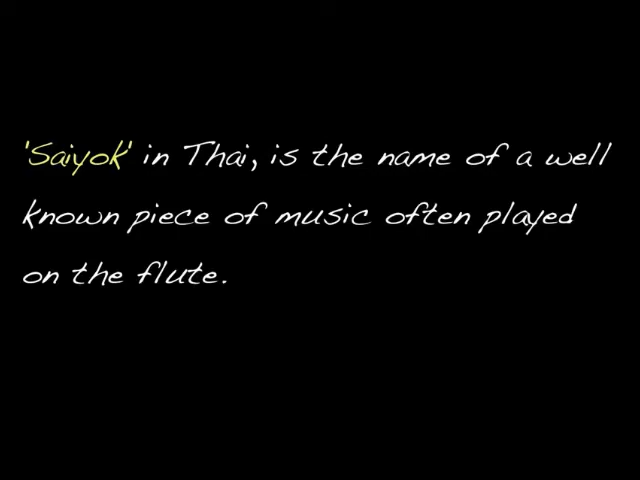 'Saiyok' in Thai, is the name of a well
known piece of music often played
on the flute.